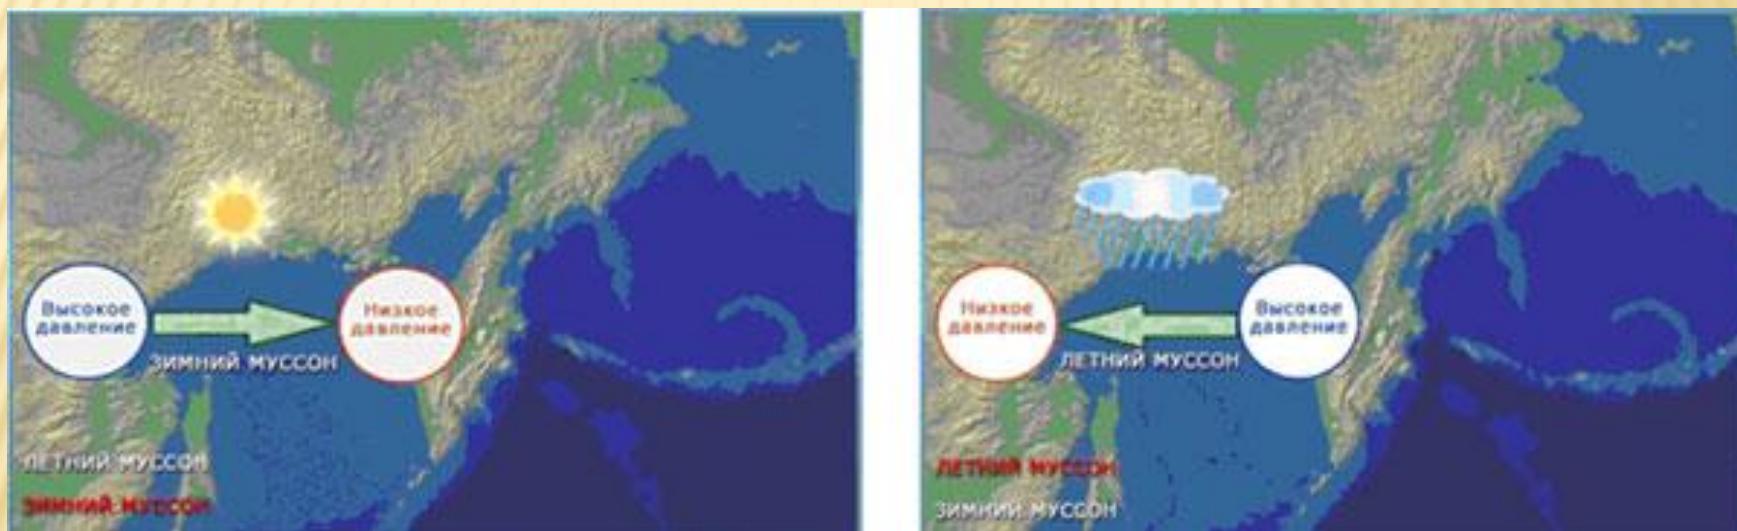 Высокое
давление
Низкое
давление
ЗИМНИЙ МУССОН
ЛЕТНИЙ МУССОН
ЗИМНИЙ МУССОН
Низкое
давление
Высокое
давление
ЛЕТНИЙ МУССОН
ЛЕТНИЙ МУССОН
ЗИМНИЙ МУССОН